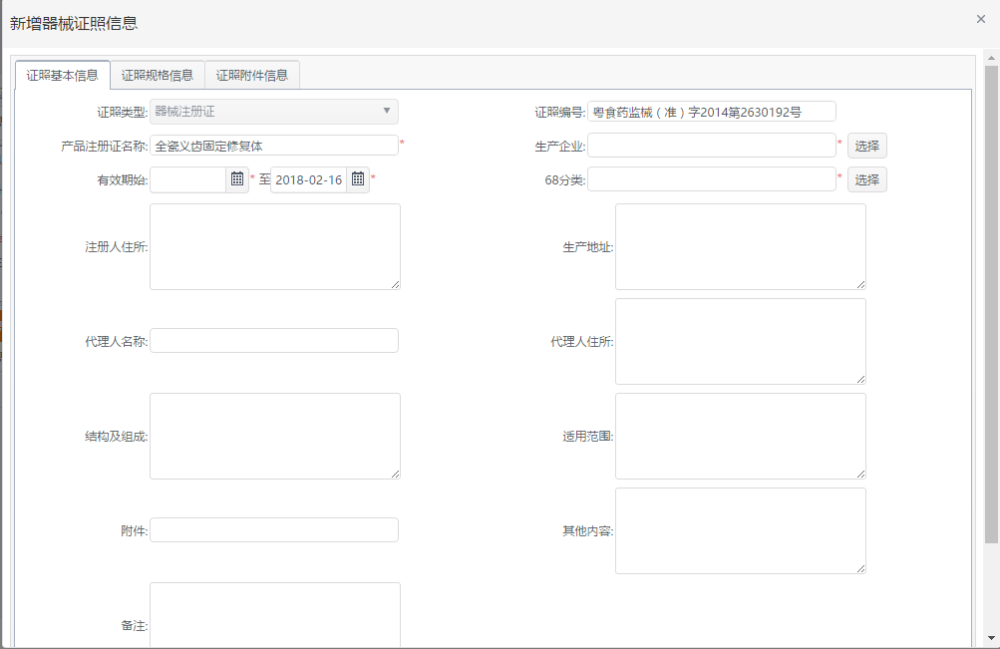 新增器械证照信息
证照基本信息 证照规格信息 证照附件信息
证照类型: 器械注册证 证照编号: 粤食药监械（准）字2014第2630192号
产品注册证名称: 全瓷义齿固定修复体 * 生产企业: * 选择
有效期始: * 至 2018-02-16 * 68分类: * 选择
注册人住所: 生产地址:
代理人名称: 代理人住所:
结构及组成: 适用范围:
附件: 其他内容:
备注: